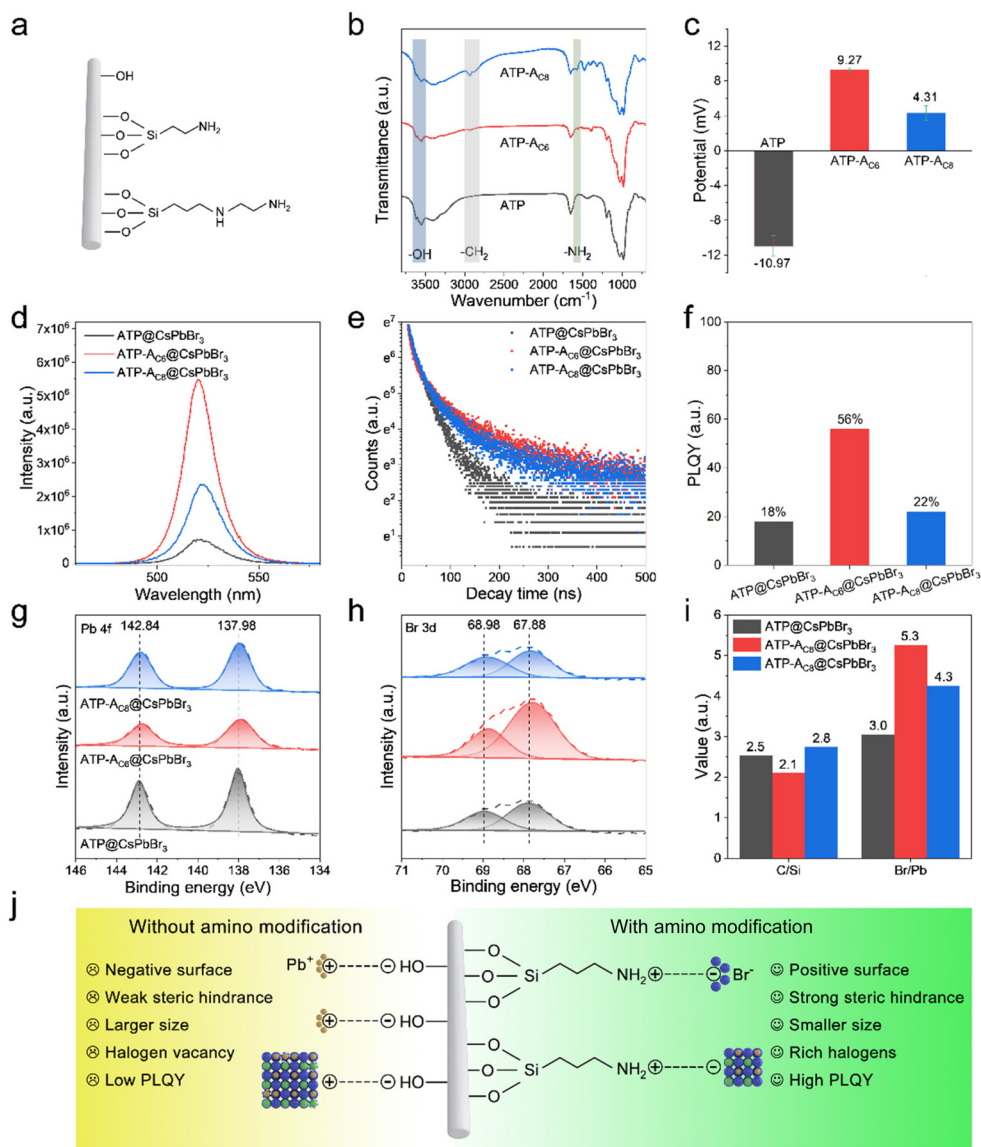 a
OH
O
O
O
Si
NH2
O
O
O
Si
N
H
NH2
b
Transmittance (a.u.)
ATP-AC8
ATP-AC6
ATP
-OH
-CH2
-NH2
3500 3000 2500 2000 1500 1000
Wavenumber (cm-1)
c
Potential (mV)
12
8
4
0
-4
-8
-12
ATP
-10.97
9.27
ATP-AC6
4.31
ATP-AC8
d
Intensity (a.u.)
7x10⁶
6x10⁶
5x10⁶
4x10⁶
3x10⁶
2x10⁶
1x10⁶
0
ATP@CsPbBr3
ATP-AC6@CsPbBr3
ATP-AC8@CsPbBr3
500 550
Wavelength (nm)
e
Counts (a.u.)
e⁷
e⁶
e⁵
e⁴
e³
e²
e¹
ATP@CsPbBr3
ATP-AC6@CsPbBr3
ATP-AC8@CsPbBr3
0 100 200 300 400 500
Decay time (ns)
f
PLQY (a.u.)
100
80
60
40
20
0
18%
56%
22%
ATP@CsPbBr3
ATP-AC6@CsPbBr3
ATP-AC8@CsPbBr3
g
Pb 4f 142.84 137.98
Intensity (a.u.)
ATP-AC8@CsPbBr3
ATP-AC6@CsPbBr3
ATP@CsPbBr3
146 144 142 140 138 136 134
Binding energy (eV)
h
Br 3d 68.98 67.88
Intensity (a.u.)
71 70 69 68 67 66 65
Binding energy (eV)
i
Value (a.u.)
6
5
4
3
2
1
0
ATP@CsPbBr3
ATP-AC8@CsPbBr3
ATP-AC8@CsPbBr3
2.5
2.1
2.8
3.0
5.3
4.3
C/Si Br/Pb
j
Without amino modification
Negative surface
Weak steric hindrance
Larger size
Halogen vacancy
Low PLQY
Pb+
+ - HO
+ - HO
+ - HO
With amino modification
O
O
O
Si
NH2 + - Br-
O
O
O
Si
NH2 + -
Positive surface
Strong steric hindrance
Smaller size
Rich halogens
High PLQY